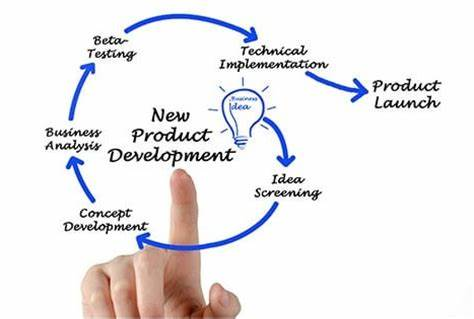 New
Product
Development
Business
Idea
Idea
Screening
Concept
Development
Business
Analysis
Beta-
Testing
Technical
Implementation
Product
Launch